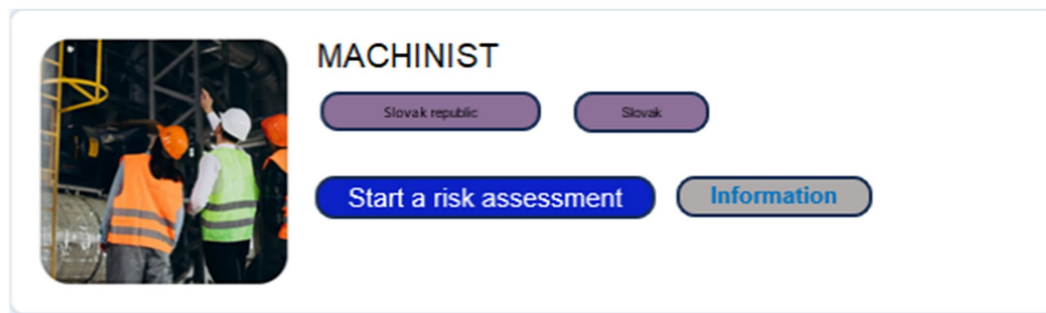 MACHINIST
Slovak republic
Slovak
Start a risk assessment
Information